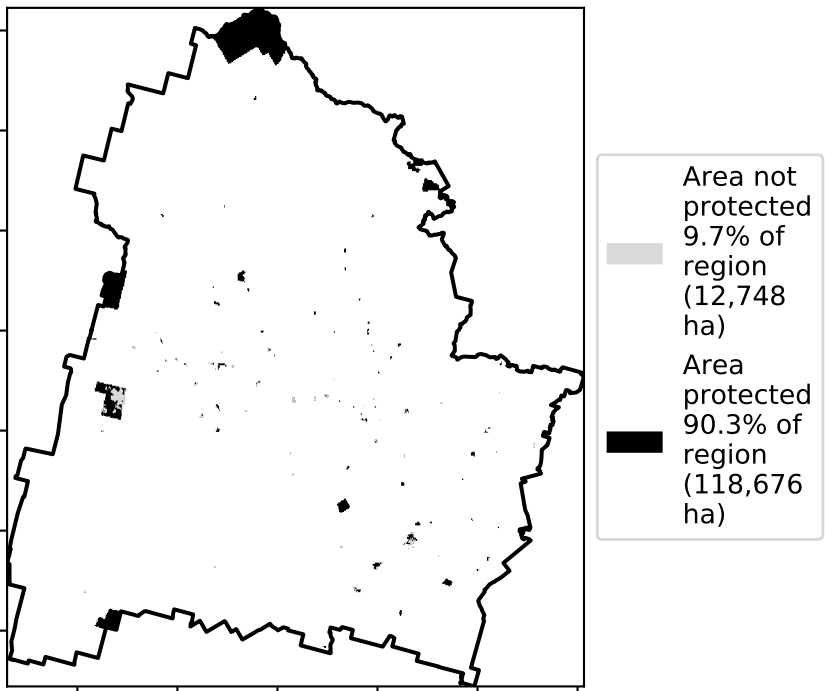 Area not
protected
9.7% of
region
(12,748
ha)
Area
protected
90.3% of
region
(118,676
ha)